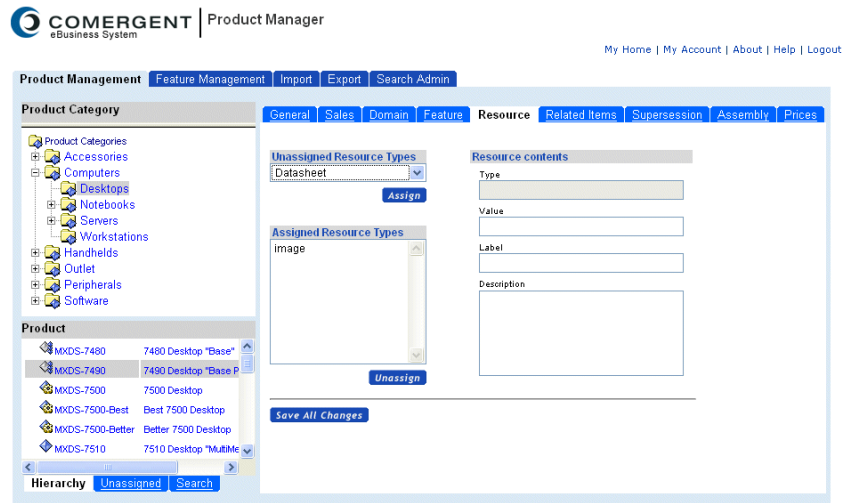 COMERGENT
eBusiness System
Product Manager
My Home | My Account | About | Help | Logout
Product Management
Feature Management
Import
Export
Search Admin
Product Category
Product Categories
Accessories
Computers
Desktops
Notebooks
Servers
Workstations
Handhelds
Outlet
Peripherals
Software
Product
MXDS-7480 7480 Desktop "Base"
MXDS-7490 7490 Desktop "Base P
MXDS-7500 7500 Desktop
MXDS-7500-Best Best 7500 Desktop
MXDS-7500-Better Better 7500 Desktop
MXDS-7510 7510 Desktop "MultiMe
Hierarchy
Unassigned
Search
General
Sales
Domain
Feature
Resource
Related Items
Supersession
Assembly
Prices
Unassigned Resource Types
Datasheet
Assign
Assigned Resource Types
image
Unassign
Resource contents
Type
Value
Label
Description
Save All Changes